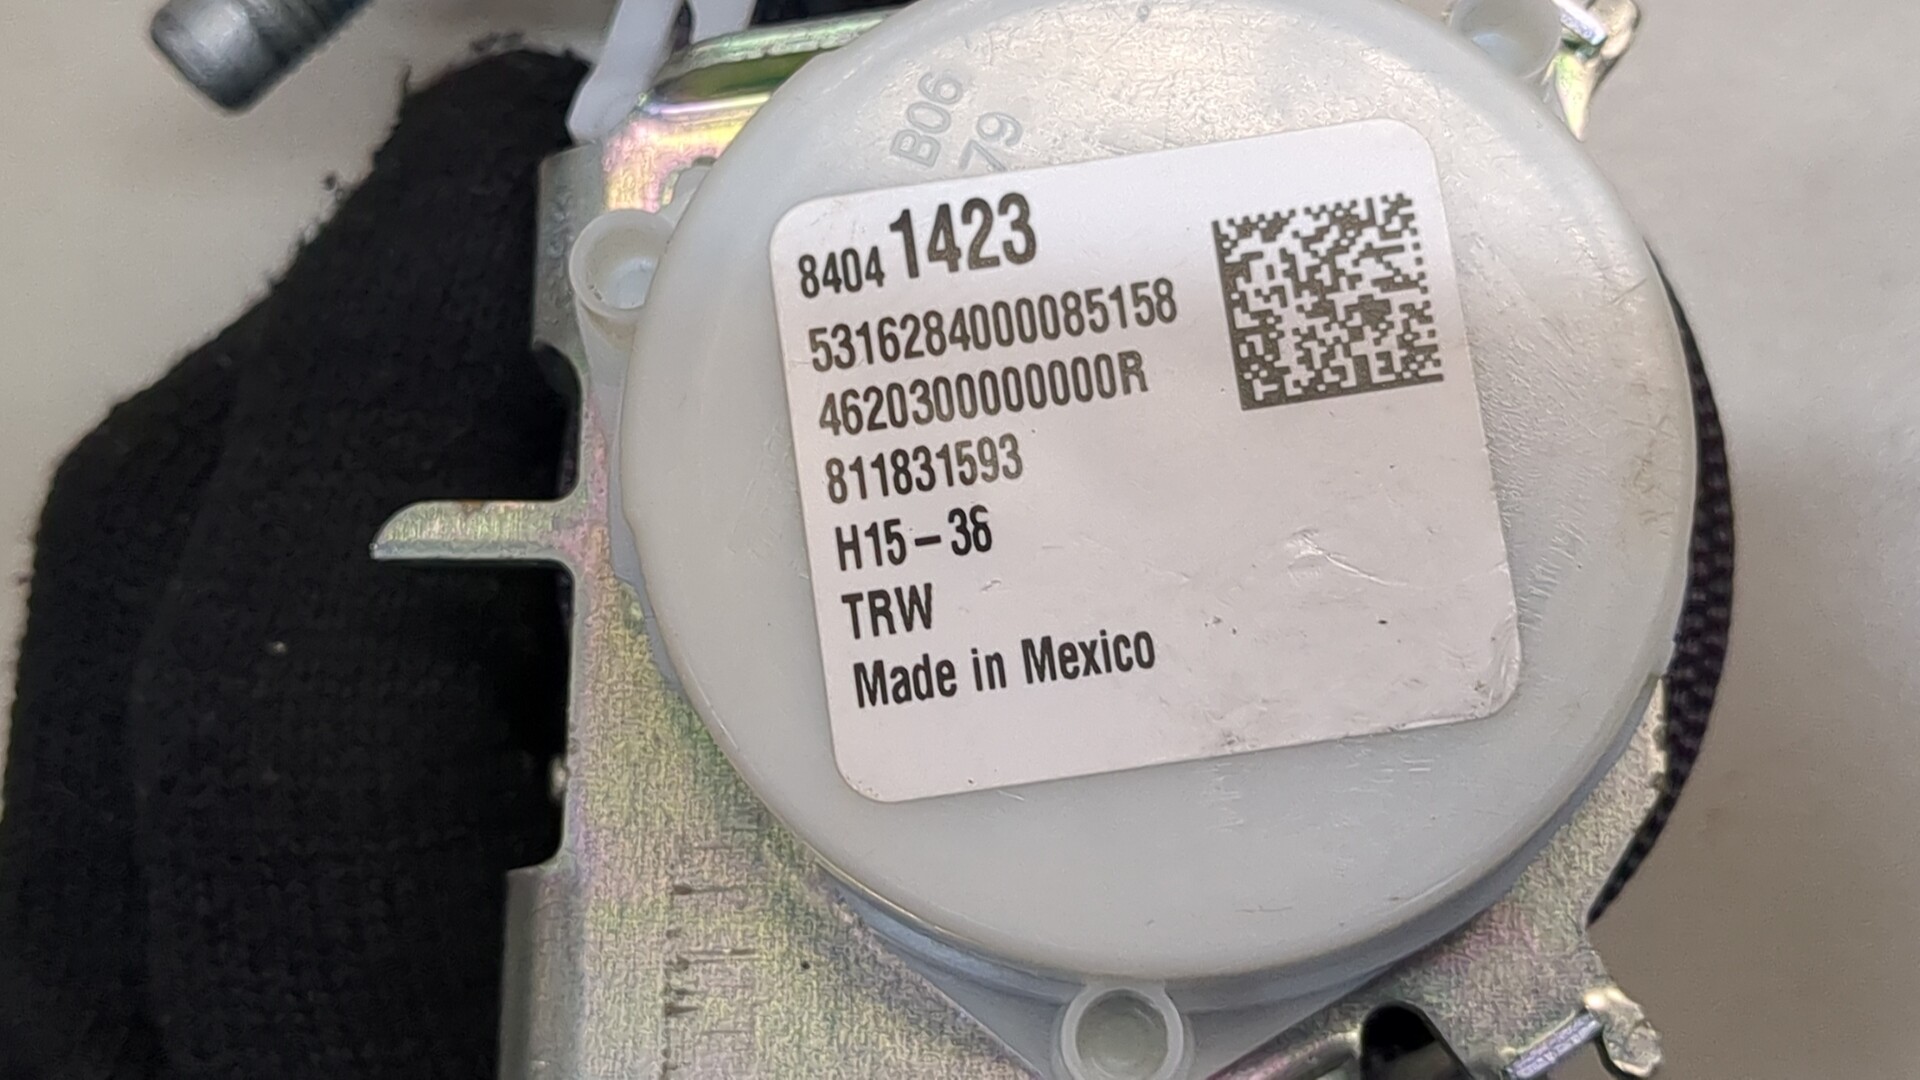 B06
79
8404 1423
5316284000085158
4620300000000R
811831593
H15-36
TRW
Made in Mexico